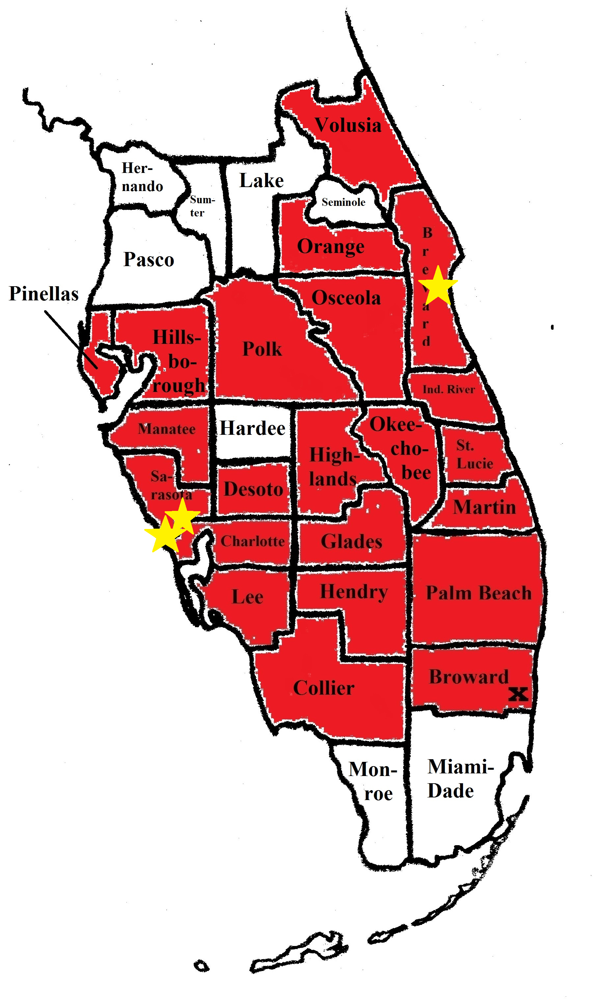 Volusia
Her-
nando
Lake
Sum-
ter
Seminole
Orange
B
r
e
v
a
r
d
Pasco
Pinellas
Osceola
Hills-
bo-
rough
Polk
Ind. River
Manatee
Hardee
High-
lands
Okee-
cho-
bee
St.
Lucie
Sa-
rasota
Desoto
Martin
Charlotte
Glades
Lee
Hendry
Palm Beach
Collier
Broward
x
Mon-
roe
Miami-
Dade